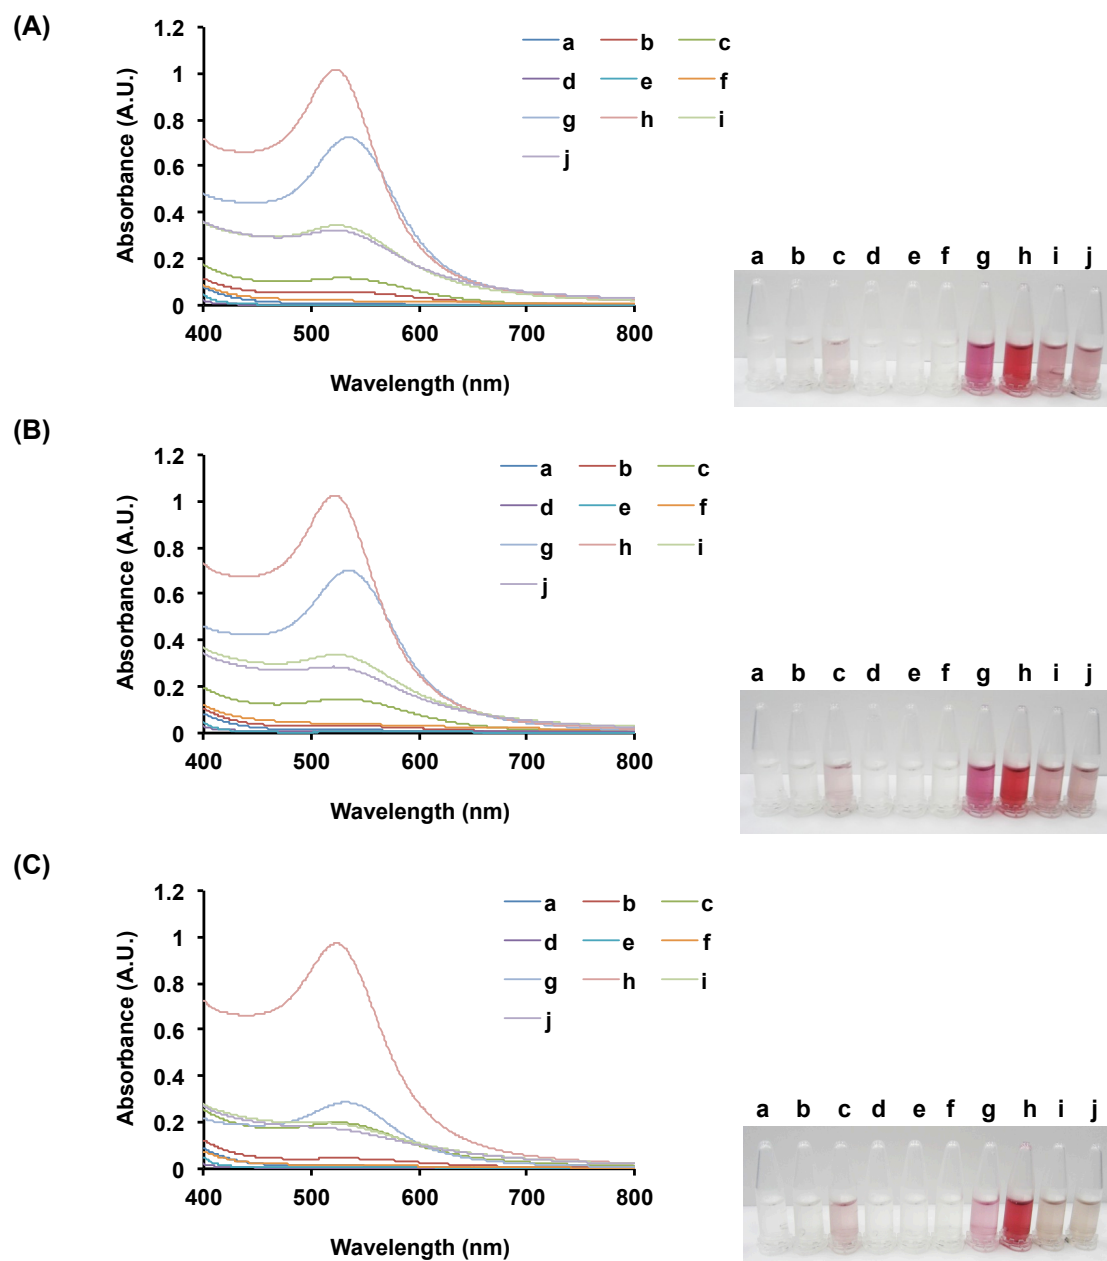 (A)
1.2
1
0.8
0.6
0.4
0.2
0
Absorbance (A.U.)
400 500 600 700 800
Wavelength (nm)
a b c
d e f
g h i
j
a b c d e f g h i j
(B)
1.2
1
0.8
0.6
0.4
0.2
0
Absorbance (A.U.)
400 500 600 700 800
Wavelength (nm)
a b c
d e f
g h i
j
a b c d e f g h i j
(C)
1.2
1
0.8
0.6
0.4
0.2
0
Absorbance (A.U.)
400 500 600 700 800
Wavelength (nm)
a b c
d e f
g h i
j
a b c d e f g h i j